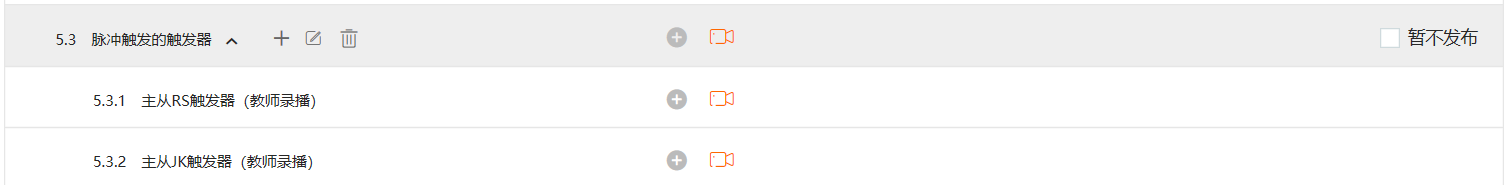 5.3 脉冲触发的触发器 暂不发布
5.3.1 主从RS触发器（教师录播）
5.3.2 主从JK触发器（教师录播）